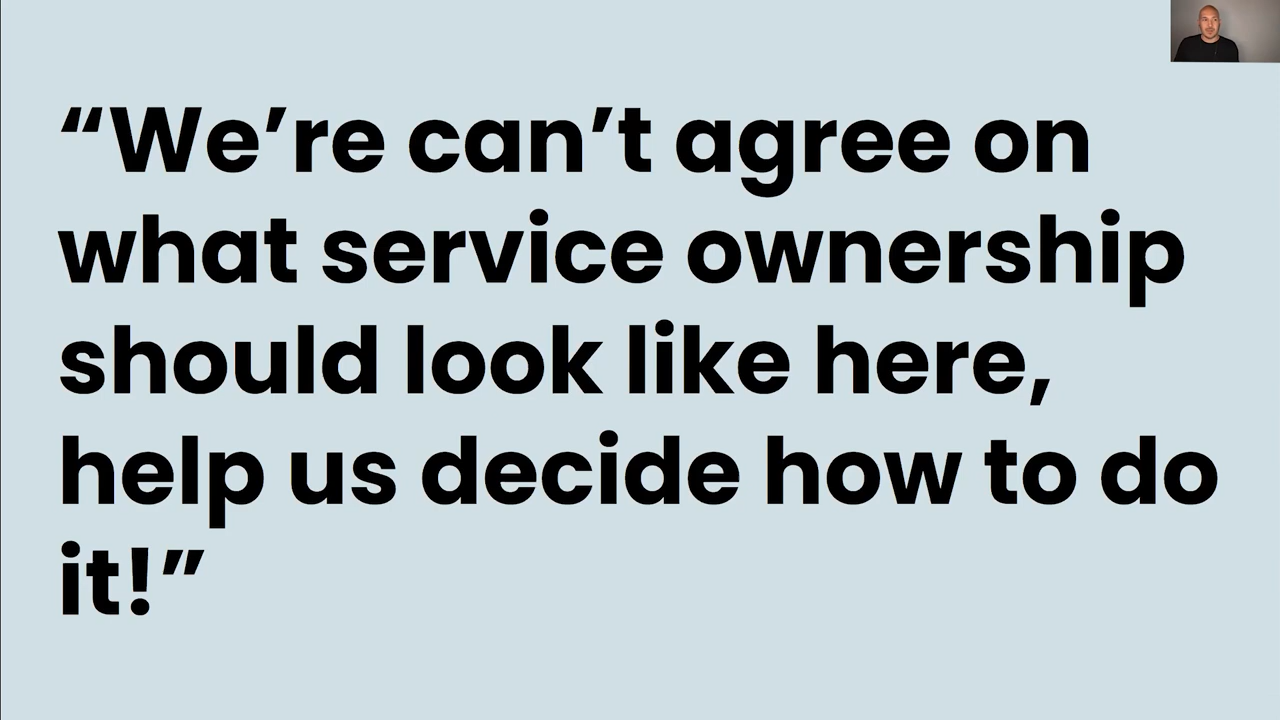 “We’re can’t agree on
what service ownership
should look like here,
help us decide how to do
it!”